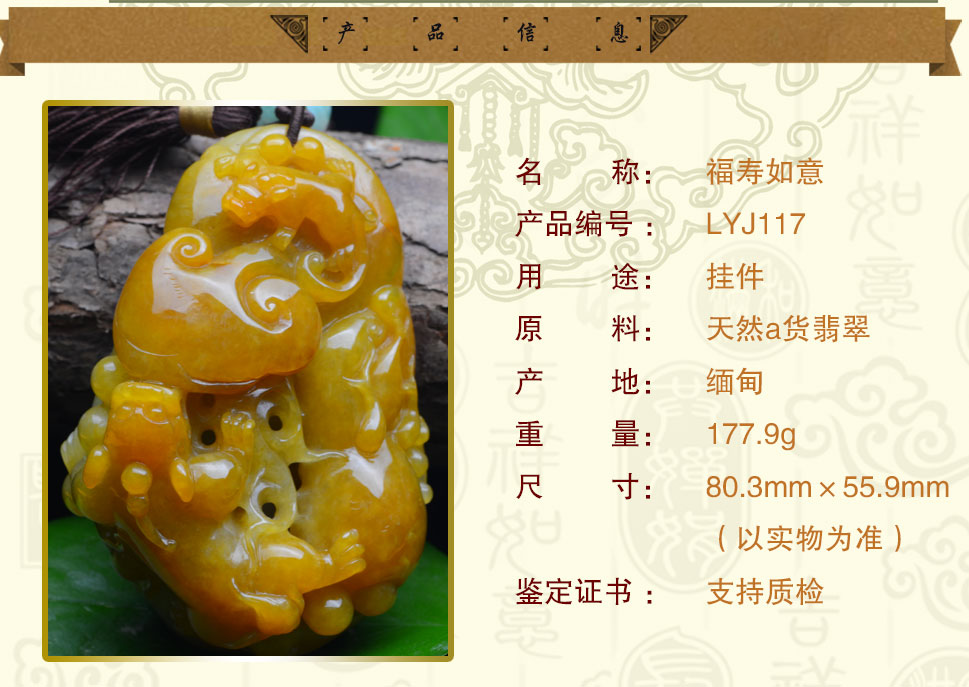 产品信息
名称：福寿如意
产品编号：LYJ117
用途：挂件
原料：天然a货翡翠
产地：缅甸
重量：177.9g
尺寸：80.3mm×55.9mm
（以实物为准）
鉴定证书：支持质检